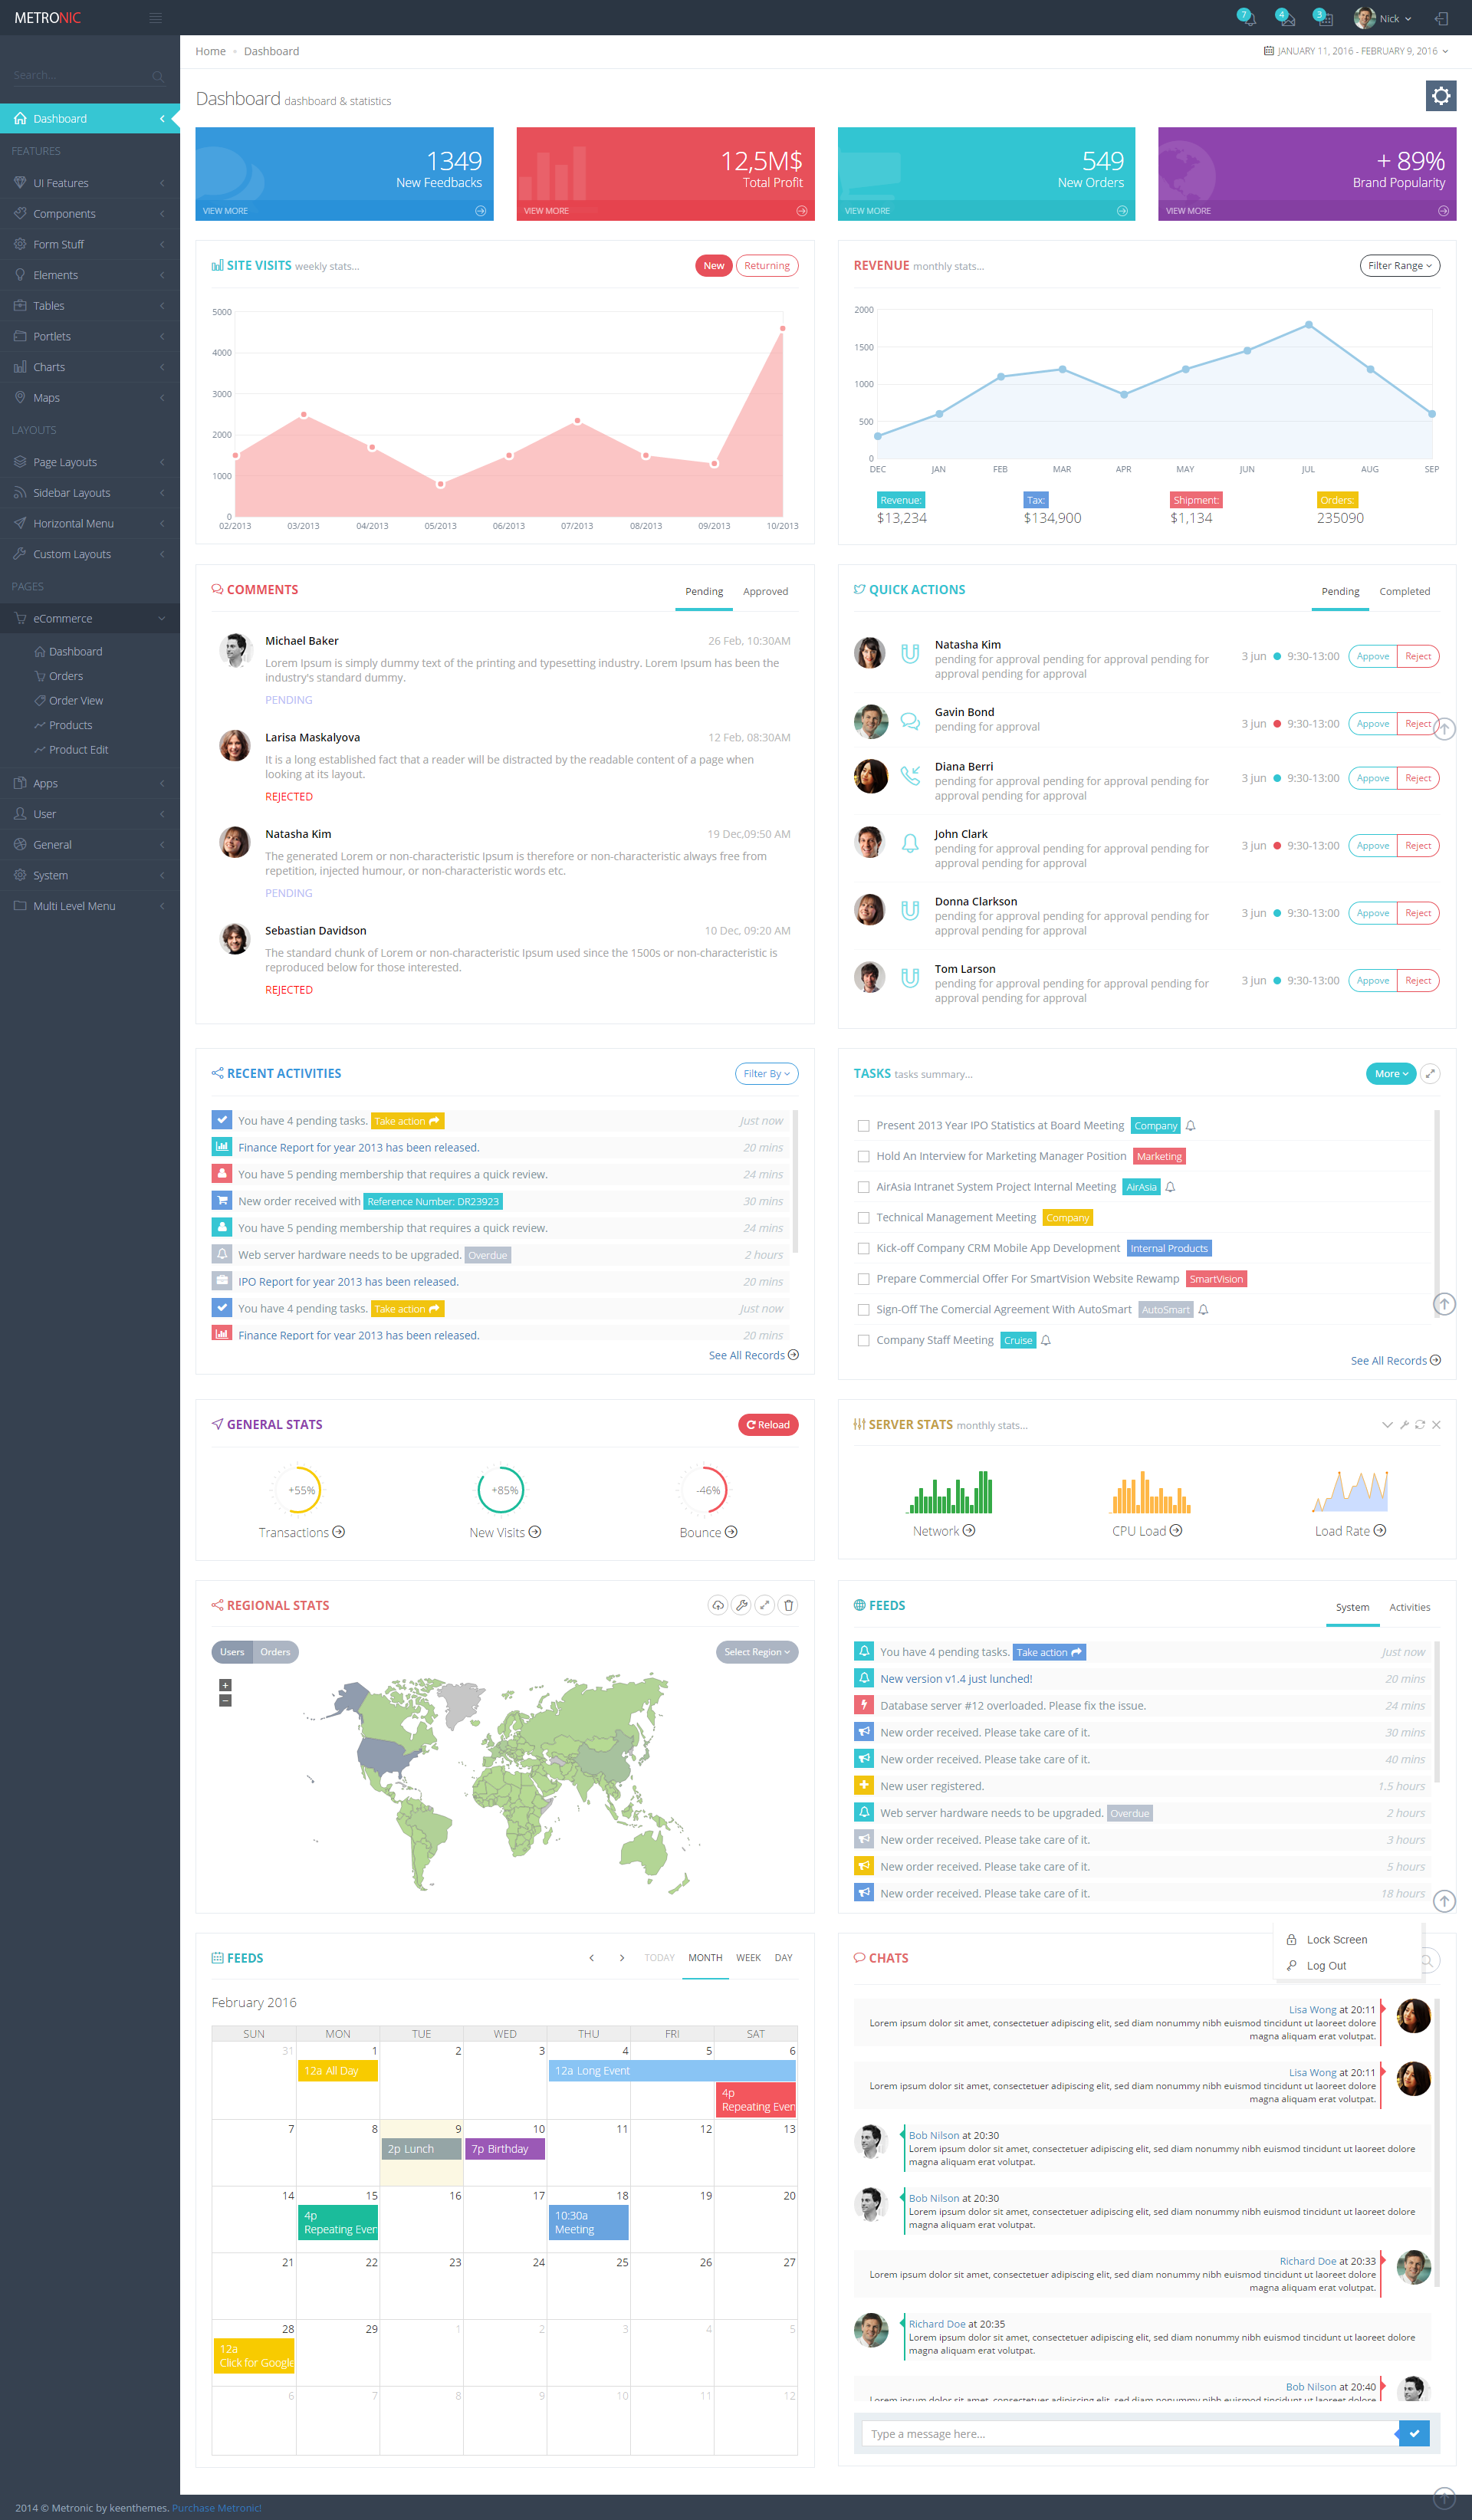 METRONIC
7
4
3
Nick
Search...
Home
Dashboard
JANUARY 11, 2016 - FEBRUARY 9, 2016
Dashboard dashboard & statistics
Dashboard
FEATURES
UI Features
Components
Form Stuff
Elements
Tables
Portlets
Charts
Maps
LAYOUTS
Page Layouts
Sidebar Layouts
Horizontal Menu
Custom Layouts
PAGES
eCommerce
Dashboard
Orders
Order View
Products
Product Edit
Apps
User
General
System
Multi Level Menu
1349
New Feedbacks
VIEW MORE
12,5M$
Total Profit
VIEW MORE
549
New Orders
VIEW MORE
+ 89%
Brand Popularity
VIEW MORE
SITE VISITS weekly stats...
New
Returning
5000
4000
3000
2000
1000
0
02/2013 03/2013 04/2013 05/2013 06/2013 07/2013 08/2013 09/2013 10/2013
REVENUE monthly stats...
Filter Range
2000
1500
1000
500
0
DEC JAN FEB MAR APR MAY JUN JUL AUG SEP
Revenue: Tax: Shipment: Orders:
$13,234 $134,900 $1,134 235090
COMMENTS
Pending Approved
Michael Baker 26 Feb, 10:30AM
Lorem Ipsum is simply dummy text of the printing and typesetting industry. Lorem Ipsum has been the
industry's standard dummy.
PENDING
Larisa Maskalyova 12 Feb, 08:30AM
It is a long established fact that a reader will be distracted by the readable content of a page when
looking at its layout.
REJECTED
Natasha Kim 19 Dec,09:50 AM
The generated Lorem or non-characteristic Ipsum is therefore or non-characteristic always free from
repetition, injected humour, or non-characteristic words etc.
PENDING
Sebastian Davidson 10 Dec, 09:20 AM
The standard chunk of Lorem or non-characteristic Ipsum used since the 1500s or non-characteristic is
reproduced below for those interested.
REJECTED
QUICK ACTIONS
Pending Completed
Natasha Kim
pending for approval pending for approval pending for
approval pending for approval
3 jun 9:30-13:00 Appove Reject
Gavin Bond
pending for approval
3 jun 9:30-13:00 Appove Reject
Diana Berri
pending for approval pending for approval pending for
approval pending for approval
3 jun 9:30-13:00 Appove Reject
John Clark
pending for approval pending for approval pending for
approval pending for approval
3 jun 9:30-13:00 Appove Reject
Donna Clarkson
pending for approval pending for approval pending for
approval pending for approval
3 jun 9:30-13:00 Appove Reject
Tom Larson
pending for approval pending for approval pending for
approval pending for approval
3 jun 9:30-13:00 Appove Reject
RECENT ACTIVITIES
Filter By
You have 4 pending tasks. Take action Just now
Finance Report for year 2013 has been released. 20 mins
You have 5 pending membership that requires a quick review. 24 mins
New order received with Reference Number: DR23923 30 mins
You have 5 pending membership that requires a quick review. 24 mins
Web server hardware needs to be upgraded. Overdue 2 hours
IPO Report for year 2013 has been released. 20 mins
You have 4 pending tasks. Take action Just now
Finance Report for year 2013 has been released. 20 mins
See All Records
TASKS tasks summary...
More
Present 2013 Year IPO Statistics at Board Meeting Company
Hold An Interview for Marketing Manager Position Marketing
AirAsia Intranet System Project Internal Meeting AirAsia
Technical Management Meeting Company
Kick-off Company CRM Mobile App Development Internal Products
Prepare Commercial Offer For SmartVision Website Rewamp SmartVision
Sign-Off The Comercial Agreement With AutoSmart AutoSmart
Company Staff Meeting Cruise
See All Records
GENERAL STATS
Reload
+55% +85% -46%
Transactions New Visits Bounce
SERVER STATS monthly stats...
Network CPU Load Load Rate
REGIONAL STATS
Users Orders
Select Region
+
−
FEEDS
System Activities
You have 4 pending tasks. Take action Just now
New version v1.4 just lunched! 20 mins
Database server #12 overloaded. Please fix the issue. 24 mins
New order received. Please take care of it. 30 mins
New order received. Please take care of it. 40 mins
New user registered. 1.5 hours
Web server hardware needs to be upgraded. Overdue 2 hours
New order received. Please take care of it. 3 hours
New order received. Please take care of it. 5 hours
New order received. Please take care of it. 18 hours
FEEDS
TODAY MONTH WEEK DAY
February 2016
SUN MON TUE WED THU FRI SAT
31 1 2 3 4 5 6
12a All Day 12a Long Event
4p
Repeating Even
7 8 9 10 11 12 13
2p Lunch 7p Birthday
14 15 16 17 18 19 20
4p 10:30a
Repeating Even Meeting
21 22 23 24 25 26 27
28 29 1 2 3 4 5
12a
Click for Google
6 7 8 9 10 11 12
CHATS
Lock Screen
Log Out
Lisa Wong at 20:11
Lorem ipsum dolor sit amet, consectetuer adipiscing elit, sed diam nonummy nibh euismod tincidunt ut laoreet dolore
magna aliquam erat volutpat.
Lisa Wong at 20:11
Lorem ipsum dolor sit amet, consectetuer adipiscing elit, sed diam nonummy nibh euismod tincidunt ut laoreet dolore
magna aliquam erat volutpat.
Bob Nilson at 20:30
Lorem ipsum dolor sit amet, consectetuer adipiscing elit, sed diam nonummy nibh euismod tincidunt ut laoreet dolore
magna aliquam erat volutpat.
Bob Nilson at 20:30
Lorem ipsum dolor sit amet, consectetuer adipiscing elit, sed diam nonummy nibh euismod tincidunt ut laoreet dolore
magna aliquam erat volutpat.
Richard Doe at 20:33
Lorem ipsum dolor sit amet, consectetuer adipiscing elit, sed diam nonummy nibh euismod tincidunt ut laoreet dolore
magna aliquam erat volutpat.
Richard Doe at 20:35
Lorem ipsum dolor sit amet, consectetuer adipiscing elit, sed diam nonummy nibh euismod tincidunt ut laoreet dolore
magna aliquam erat volutpat.
Bob Nilson at 20:40
Lorem ipsum dolor sit amet, consectetuer adipiscing elit, sed diam nonummy nibh euismod tincidunt ut laoreet dolore
Type a message here...
2014 © Metronic by keenthemes. Purchase Metronic!